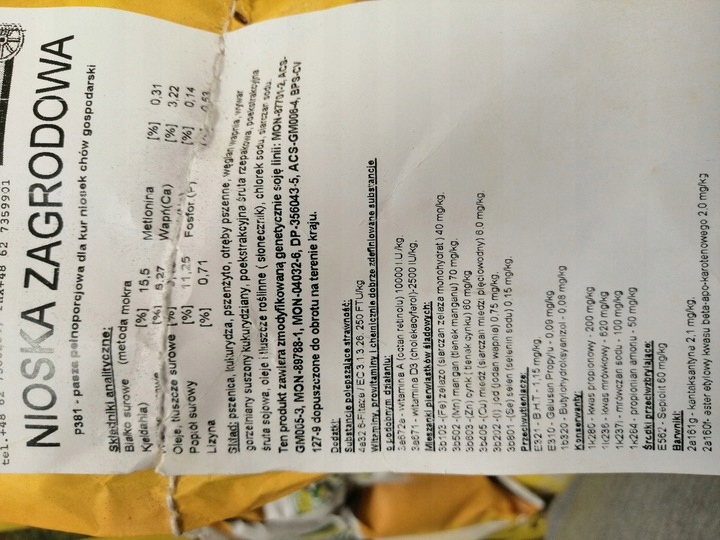 tel.+48 62 7359901
NIOSKA ZAGRODOWA
P381 - pasza pełnoporcjowa dla kur niosek chów gospodarski
Składniki analityczne:
Białko surowe (metoda mokra
Kjeldahla) [%] 15,5 Metionina [%] 0,31
[%] 5,27 Wapń(Ca) [%] 3,22
Oleje, tłuszcze surowe [%] Fosfor (P) [%] 0,14
Popiół surowy [%] 11,25
Lizyna [%] 0,71
Skład: pszenica, kukurydza, pszenżyto, otręby pszenne, węglan wapnia, wywar
gorzelniany suszony kukurydziany, poekstrakcyjna śruta rzepakowa, poekstrakcyjna
śruta sojowa, oleje i tłuszcze roślinne ( słonecznik), chlorek sodu, siarczan sodu.
Ten produkt zawiera zmodyfikowaną genetycznie soję linii: MON-87701-2, ACS-
GM005-3, MON-89788-1, MON-04032-6, DP-356043-5, ACS-GM006-4, BPS-CV
127-9 dopuszczone do obrotu na terenie kraju.
Dodatki:
Substancje polepszające strawność:
4a32 6-Fitaza / EC 3.1.3.26, 250 FTU/kg
Witaminy, prowitaminy i chemicznie dobrze zdefiniowane substancje
o podobnym działaniu:
3a672a - witamina A (octan retinolu) 10000 I U /kg,
3a671 - witamina D3 (cholekalcyferol)-2500 IU/kg,
Mieszanki pierwiastków śladowych:
3b103 -(Fe) żelazo (siarczan żelaza monohydrat) 40 mg/kg,
3b502 - (Mn) mangan (tlenek manganu) 70 mg/kg,
3b603 -(Zn) cynk ( tlenek cynku) 60 mg/kg
3b405 -(Cu) miedź (siarczan miedzi pięciowodny) 8.0 mg/kg,
3b202 -( I ) jod (jodan wapnia) 0,75 mg/kg,
3b801 -(Se) selen (selenin sodu) 0.15 mg/kg,
Przeciwutleniacze:
E321 - B.H.T - 1,15 mg/kg,
E310 - Galusan Propylu - 0.09 mg/kg
1b320 - Butylohydroksyanizol - 0,08 mg/kg
Konserwanty:
1k280 - kwas propionowy - 200 mg/kg
1k236 - kwas mrówkowy - 620 mg/kg
1k237i - mrówczan sodu - 100 mg/kg
1k284 - propionian amonu - 50 mg/kg
Środki przeciwzbrylające:
E562 - Sepiolit 60 mg/kg
Barwniki:
2a161g - kantaksantyna 2,1 mg/kg,
2a160f- ester etylowy kwasu beta-apo-karotenowego 2,0 mg/kg